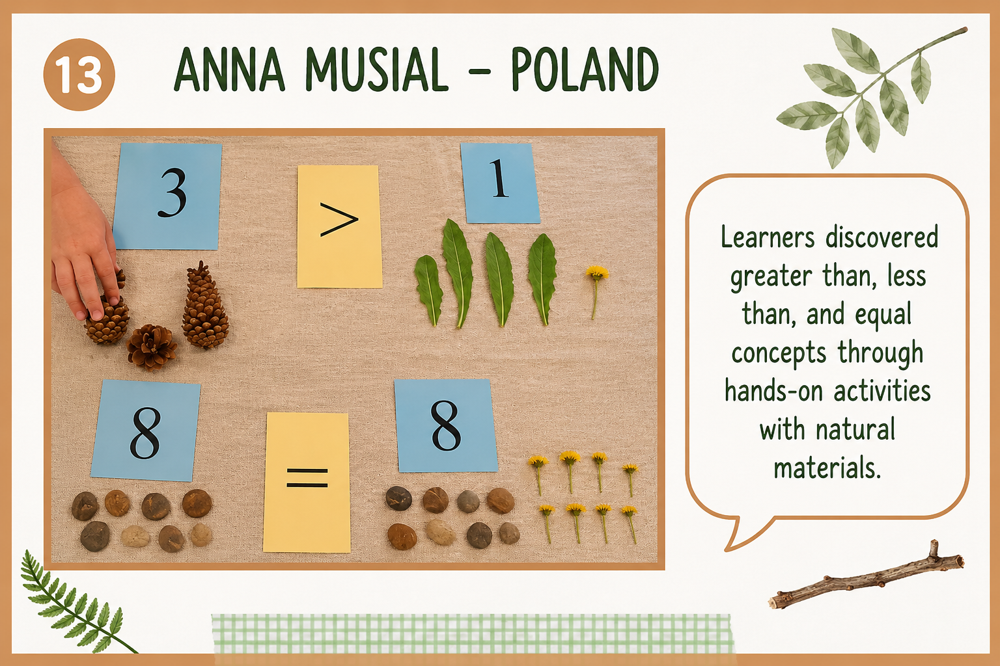 13
ANNA MUSIAL - POLAND
3
>
1
8
=
8
Learners discovered
greater than, less
than, and equal
concepts through
hands-on activities
with natural
materials.